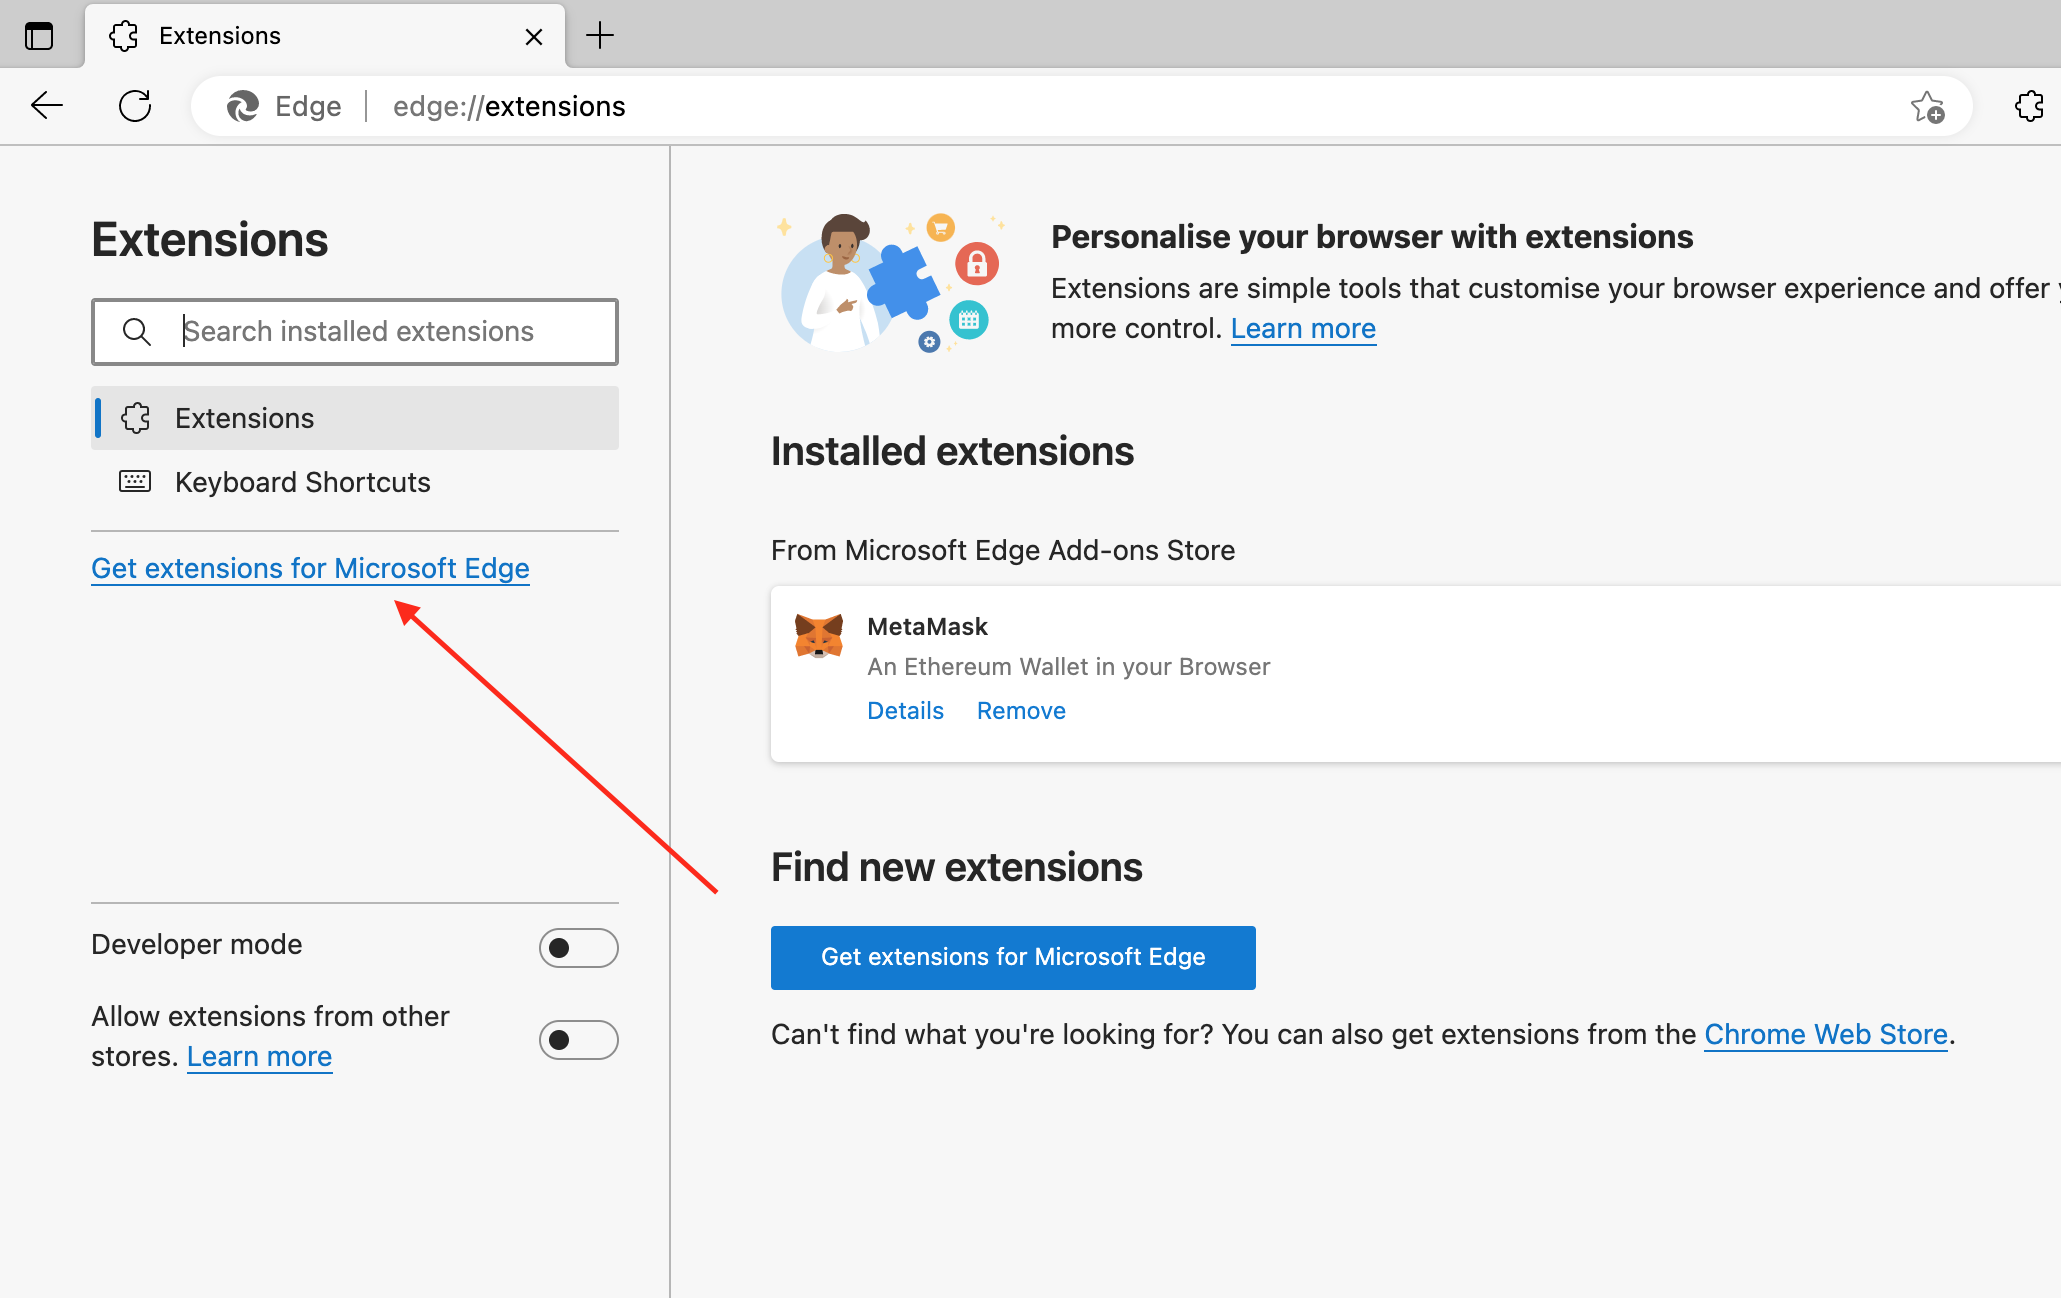 Extensions
Edge
edge://extensions
Extensions
Search installed extensions
Extensions
Keyboard Shortcuts
Get extensions for Microsoft Edge
Developer mode
Allow extensions from other
stores. Learn more
Personalise your browser with extensions
Extensions are simple tools that customise your browser experience and offer
more control. Learn more
Installed extensions
From Microsoft Edge Add-ons Store
MetaMask
An Ethereum Wallet in your Browser
Details Remove
Find new extensions
Get extensions for Microsoft Edge
Can't find what you're looking for? You can also get extensions from the Chrome Web Store.